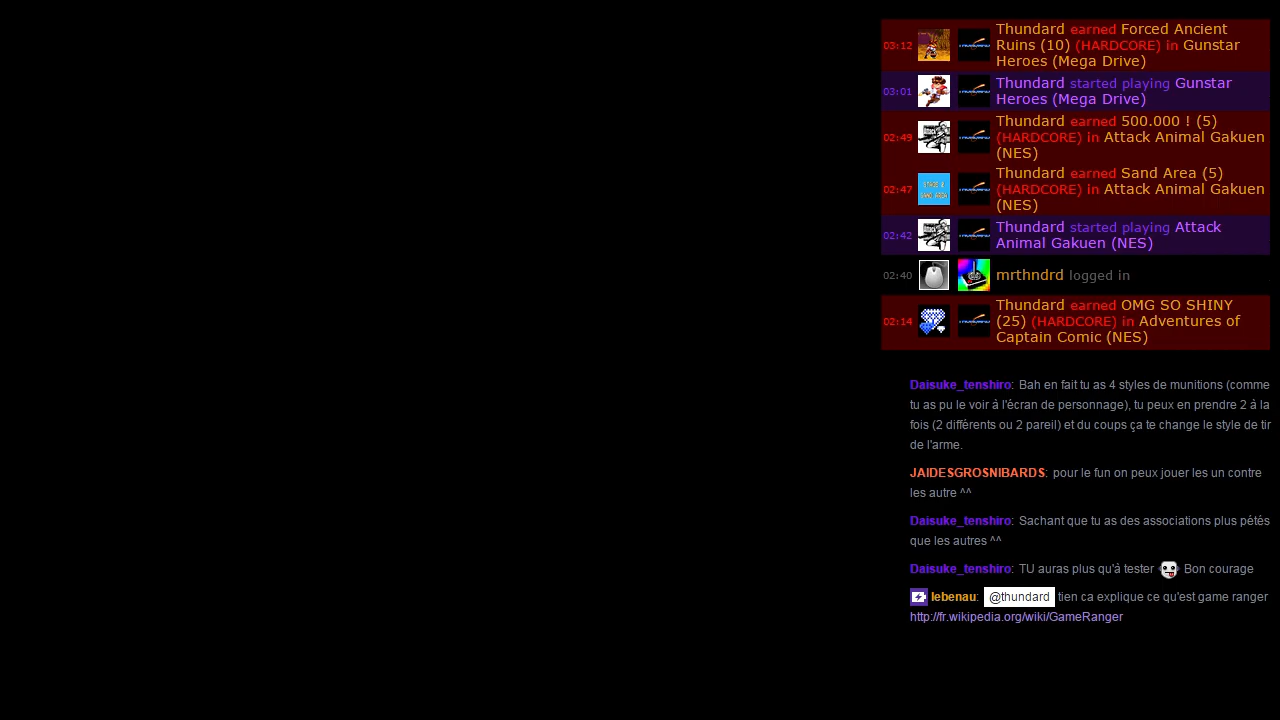 03:12 Thundard earned Forced Ancient
Ruins (10) (HARDCORE) in Gunstar
Heroes (Mega Drive)
03:01 Thundard started playing Gunstar
Heroes (Mega Drive)
02:49 Thundard earned 500.000 ! (5)
(HARDCORE) in Attack Animal Gakuen
(NES)
02:47 Thundard earned Sand Area (5)
(HARDCORE) in Attack Animal Gakuen
(NES)
02:42 Thundard started playing Attack
Animal Gakuen (NES)
02:40 mrthndrd logged in
02:14 Thundard earned OMG SO SHINY
(25) (HARDCORE) in Adventures of
Captain Comic (NES)
Daisuke_tenshiro: Bah en fait tu as 4 styles de munitions (comme
tu as pu le voir à l'écran de personnage), tu peux en prendre 2 à la
fois (2 différents ou 2 pareil) et du coups ça te change le style de tir
de l'arme.
JAIDESGROSNIBARDS: pour le fun on peux jouer les un contre
les autre ^^
Daisuke_tenshiro: Sachant que tu as des associations plus pétés
que les autres ^^
Daisuke_tenshiro: TU auras plus qu'à tester Bon courage
lebenau: @thundard tien ca explique ce qu'est game ranger
http://fr.wikipedia.org/wiki/GameRanger